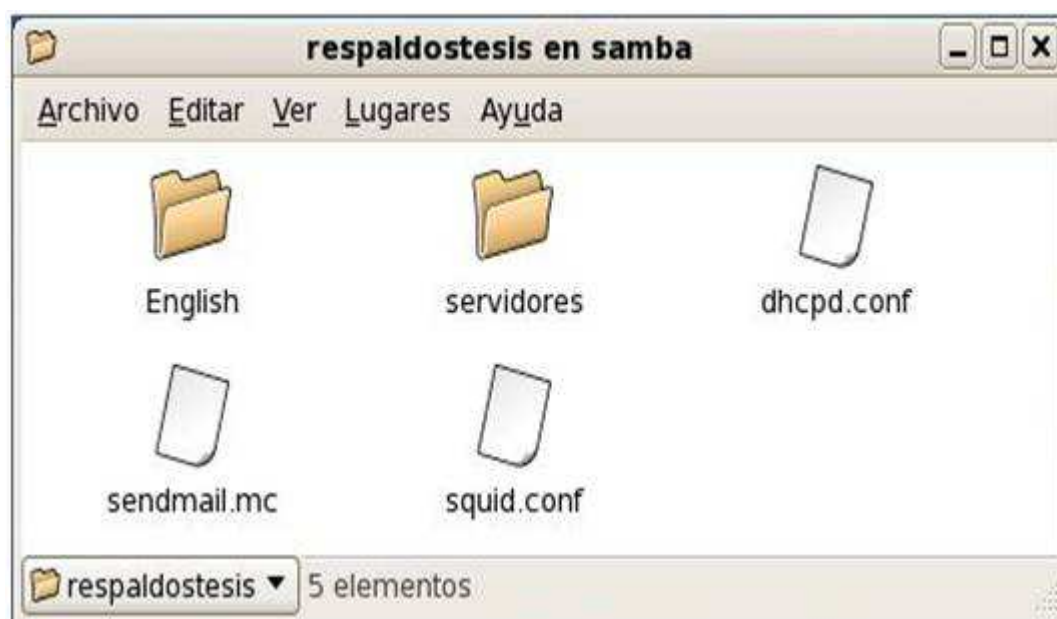 respaldostesis en samba
Archivo Editar Ver Lugares Ayuda
English servidores dhcpd.conf
sendmail.mc squid.conf
respaldostesis 5 elementos